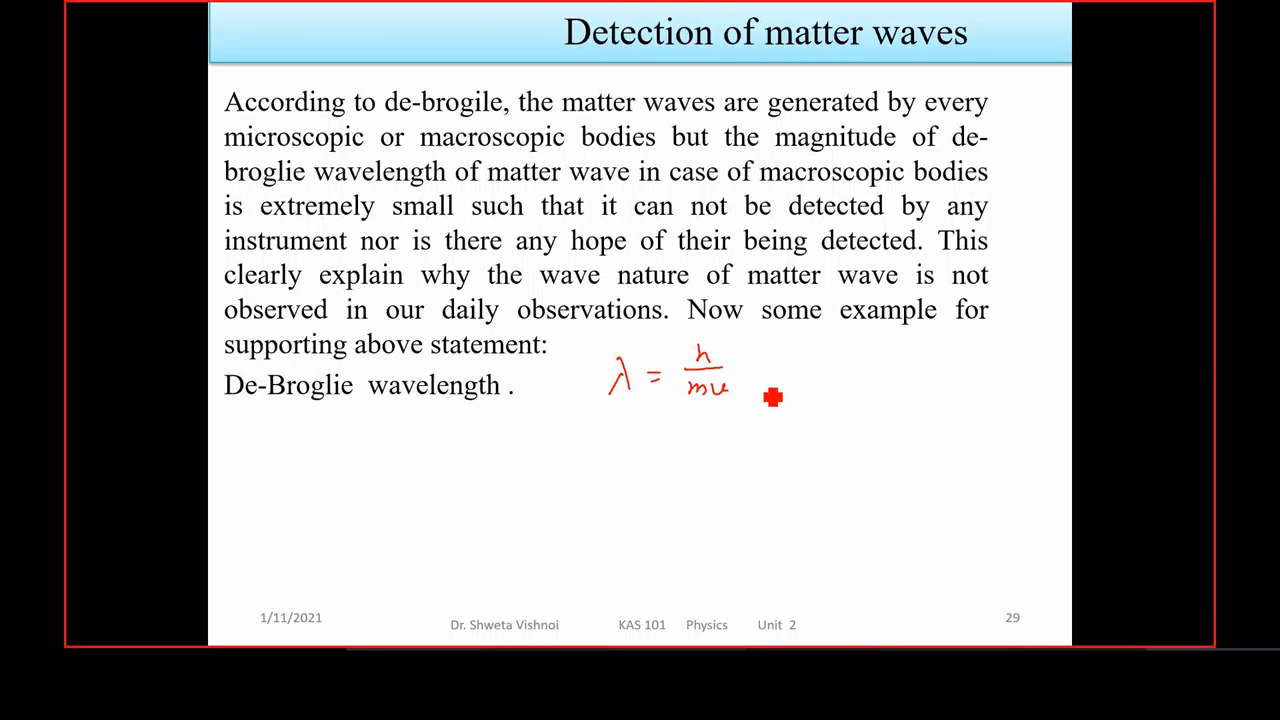 Detection of matter waves
According to de-brogile, the matter waves are generated by every
microscopic or macroscopic bodies but the magnitude of de-
broglie wavelength of matter wave in case of macroscopic bodies
is extremely small such that it can not be detected by any
instrument nor is there any hope of their being detected. This
clearly explain why the wave nature of matter wave is not
observed in our daily observations. Now some example for
supporting above statement:
De-Broglie wavelength .
λ = h/mv
1/11/2021
Dr. Shweta Vishnoi KAS 101 Physics Unit 2
29